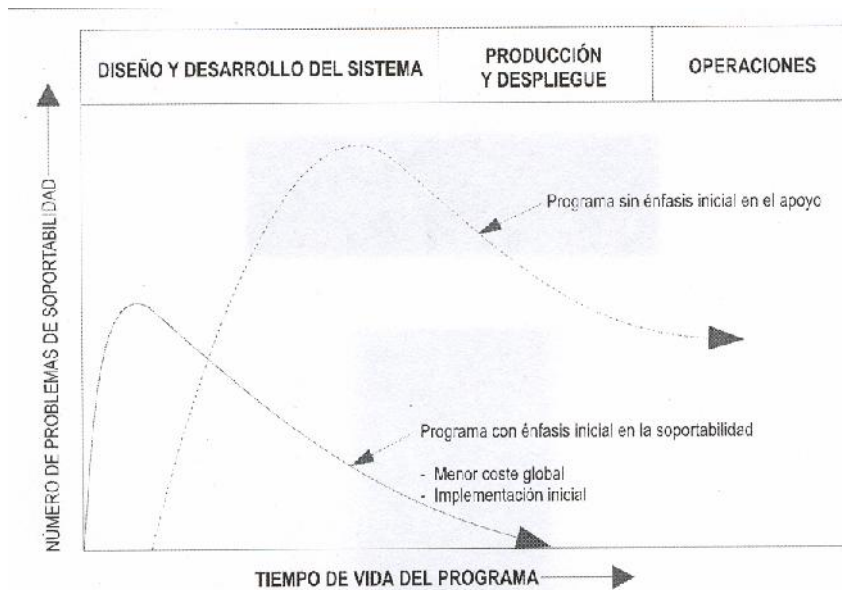 DISEÑO Y DESARROLLO DEL SISTEMA
PRODUCCIÓN
Y DESPLIEGUE
OPERACIONES
NÚMERO DE PROBLEMAS DE SOPORTABILIDAD
Programa sin énfasis inicial en el apoyo
Programa con énfasis inicial en la soportabilidad
- Menor coste global
- Implementación inicial
TIEMPO DE VIDA DEL PROGRAMA